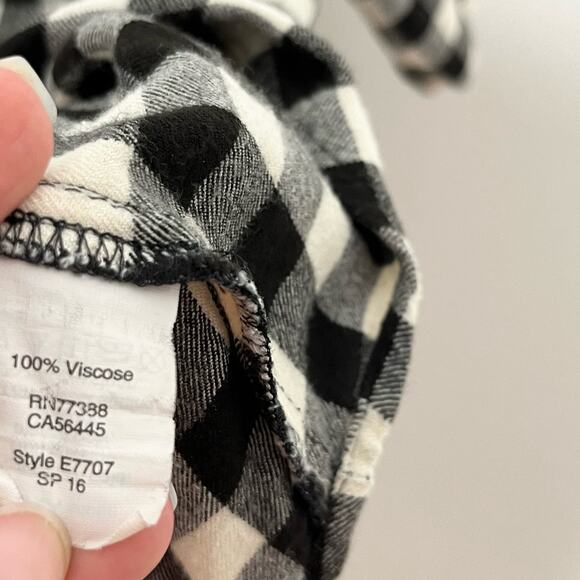 100% Viscose
RN77388
CA56445
Style E7707
SP 16